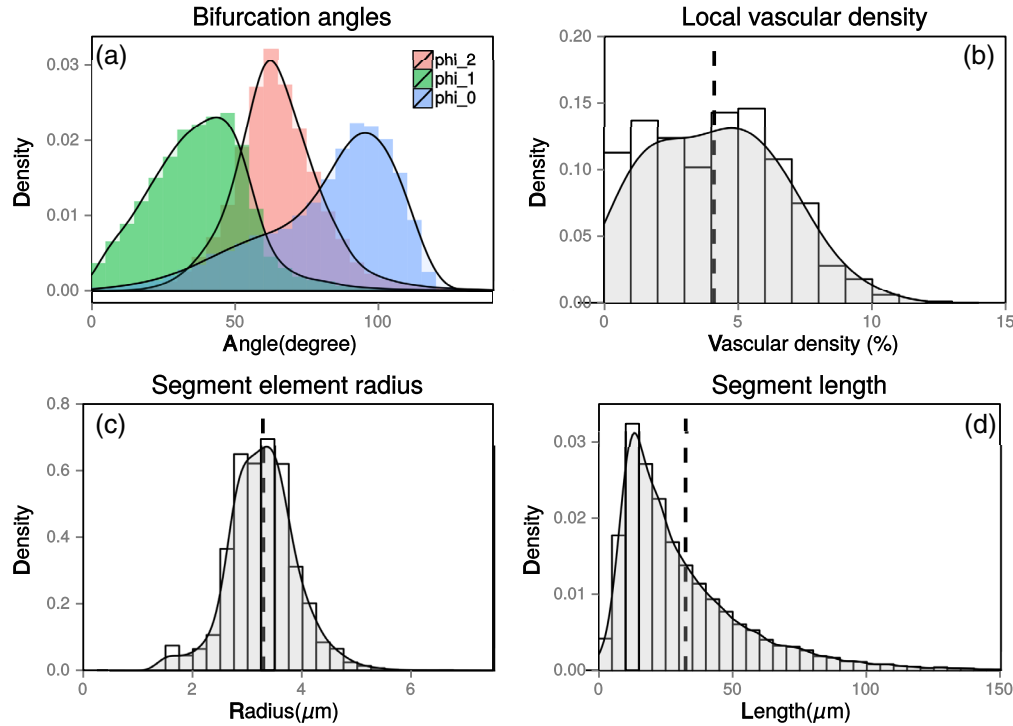 Bifurcation angles
(a)
phi_2
phi_1
phi_0
0.03
0.02
0.01
0.00
Density
0
50
100
Angle(degree)
Local vascular density
(b)
0.20
0.15
0.10
0.05
0.00
Density
0
5
10
15
Vascular density (%)
Segment element radius
(c)
0.8
0.6
0.4
0.2
0.0
Density
0
2
4
6
Radius(μm)
Segment length
(d)
0.03
0.02
0.01
0.00
Density
0
50
100
150
Length(μm)